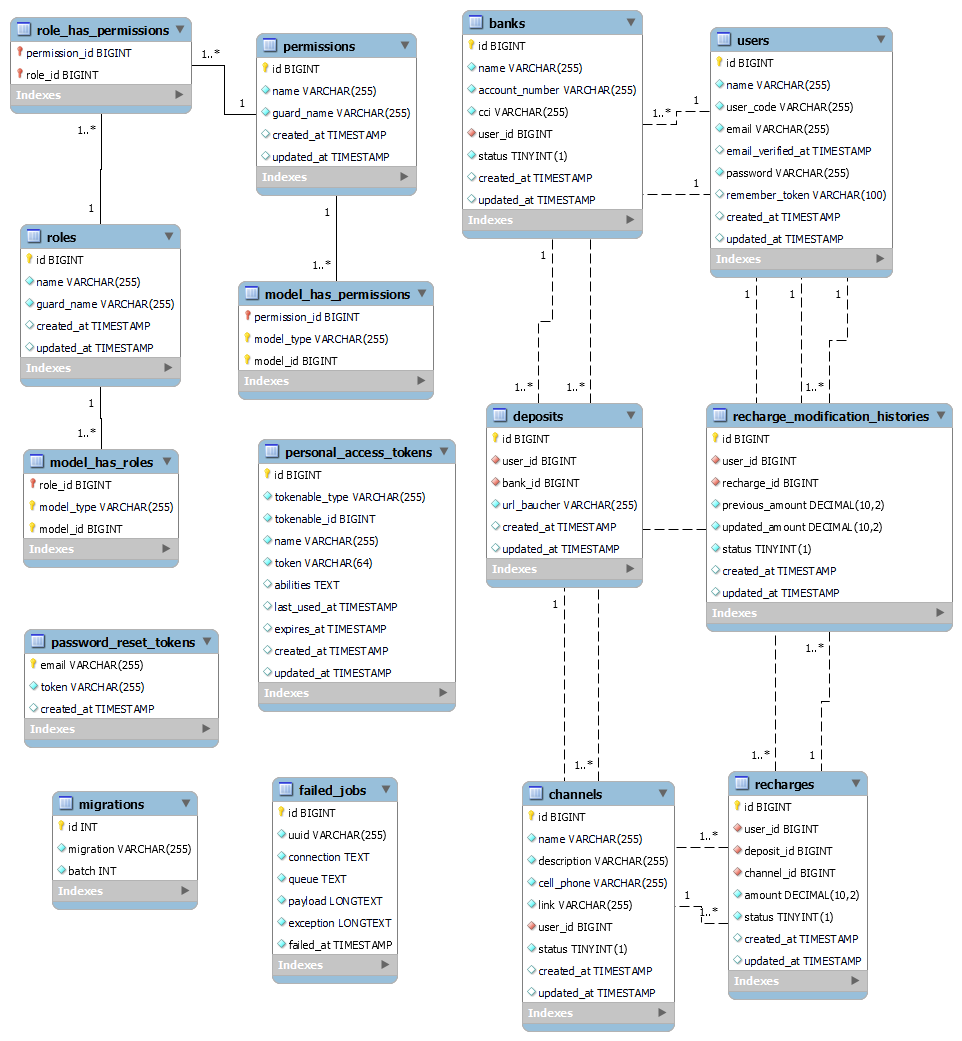 role_has_permissions
permission_id BIGINT
role_id BIGINT
Indexes
1..*
1
1..*
1
permissions
id BIGINT
name VARCHAR(255)
guard_name VARCHAR(255)
created_at TIMESTAMP
updated_at TIMESTAMP
Indexes
1
1..*
banks
id BIGINT
name VARCHAR(255)
account_number VARCHAR(255)
cci VARCHAR(255)
user_id BIGINT
status TINYINT(1)
created_at TIMESTAMP
updated_at TIMESTAMP
Indexes
1
1..*
1
users
id BIGINT
name VARCHAR(255)
user_code VARCHAR(255)
email VARCHAR(255)
email_verified_at TIMESTAMP
password VARCHAR(255)
remember_token VARCHAR(100)
created_at TIMESTAMP
updated_at TIMESTAMP
Indexes
1
1
1
1..*
roles
id BIGINT
name VARCHAR(255)
guard_name VARCHAR(255)
created_at TIMESTAMP
updated_at TIMESTAMP
Indexes
1
1..*
model_has_permissions
permission_id BIGINT
model_type VARCHAR(255)
model_id BIGINT
Indexes
1
1..*
1..*
deposits
id BIGINT
user_id BIGINT
bank_id BIGINT
url_baucher VARCHAR(255)
created_at TIMESTAMP
updated_at TIMESTAMP
Indexes
1
1..*
recharge_modification_histories
id BIGINT
user_id BIGINT
recharge_id BIGINT
previous_amount DECIMAL(10,2)
updated_amount DECIMAL(10,2)
status TINYINT(1)
created_at TIMESTAMP
updated_at TIMESTAMP
Indexes
1..*
1..*
1
model_has_roles
role_id BIGINT
model_type VARCHAR(255)
model_id BIGINT
Indexes
personal_access_tokens
id BIGINT
tokenable_type VARCHAR(255)
tokenable_id BIGINT
name VARCHAR(255)
token VARCHAR(64)
abilities TEXT
last_used_at TIMESTAMP
expires_at TIMESTAMP
created_at TIMESTAMP
updated_at TIMESTAMP
Indexes
password_reset_tokens
email VARCHAR(255)
token VARCHAR(255)
created_at TIMESTAMP
Indexes
migrations
id INT
migration VARCHAR(255)
batch INT
Indexes
failed_jobs
id BIGINT
uuid VARCHAR(255)
connection TEXT
queue TEXT
payload LONGTEXT
exception LONGTEXT
failed_at TIMESTAMP
Indexes
channels
id BIGINT
name VARCHAR(255)
description VARCHAR(255)
cell_phone VARCHAR(255)
link VARCHAR(255)
user_id BIGINT
status TINYINT(1)
created_at TIMESTAMP
updated_at TIMESTAMP
Indexes
1..*
1
1..*
recharges
id BIGINT
user_id BIGINT
deposit_id BIGINT
channel_id BIGINT
amount DECIMAL(10,2)
status TINYINT(1)
created_at TIMESTAMP
updated_at TIMESTAMP
Indexes